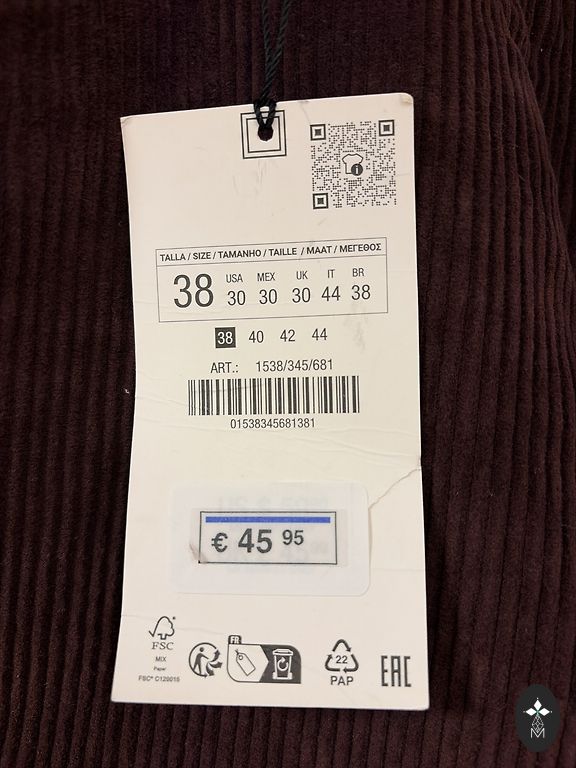 TALLA / SIZE / TAMANHO / TAILLE / MAAT / ΜΕΓΕΘΟΣ
38 USA 30 MEX 30 UK 30 IT 44 BR 38
38 40 42 44
ART.: 1538/345/681
01538345681381
€ 45 95
FSC
MIX
Paper
FSC® C120015
FR
22
PAP
EAC
M